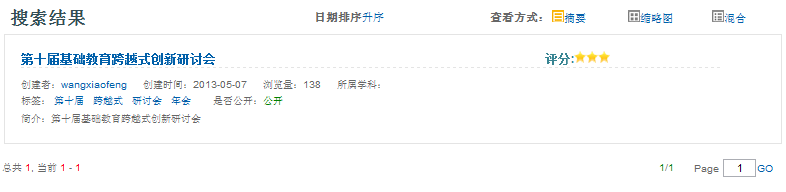 搜索结果 日期排序升序 查看方式: 摘要 缩略图 混合
第十届基础教育跨越式创新研讨会 评分:
创建者: wangxiaofeng 创建时间: 2013-05-07 浏览量: 138 所属学科:
标签: 第十届 跨越式 研讨会 年会 是否公开: 公开
简介: 第十届基础教育跨越式创新研讨会
总共 1, 当前 1 - 1 1/1 Page 1 GO